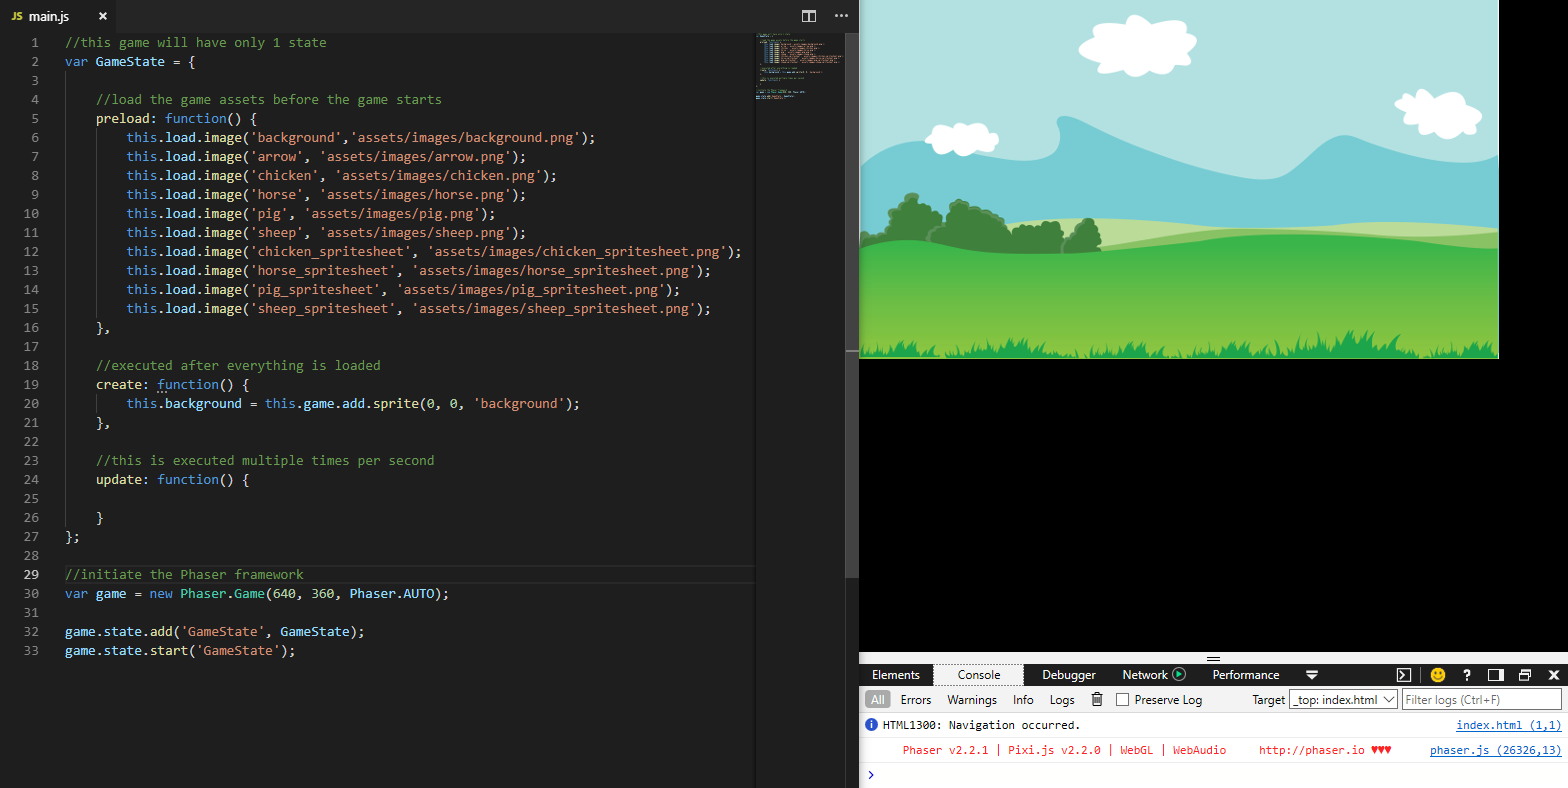 JS main.js ×
1 //this game will have only 1 state
2 var GameState = {
3
4 //load the game assets before the game starts
5 preload: function() {
6 this.load.image('background','assets/images/background.png');
7 this.load.image('arrow', 'assets/images/arrow.png');
8 this.load.image('chicken', 'assets/images/chicken.png');
9 this.load.image('horse', 'assets/images/horse.png');
10 this.load.image('pig', 'assets/images/pig.png');
11 this.load.image('sheep', 'assets/images/sheep.png');
12 this.load.image('chicken_spritesheet', 'assets/images/chicken_spritesheet.png');
13 this.load.image('horse_spritesheet', 'assets/images/horse_spritesheet.png');
14 this.load.image('pig_spritesheet', 'assets/images/pig_spritesheet.png');
15 this.load.image('sheep_spritesheet', 'assets/images/sheep_spritesheet.png');
16 },
17
18 //executed after everything is loaded
19 create: function() {
20 this.background = this.game.add.sprite(0, 0, 'background');
21 },
22
23 //this is executed multiple times per second
24 update: function() {
25
26 }
27 };
28
29 //initiate the Phaser framework
30 var game = new Phaser.Game(640, 360, Phaser.AUTO);
31
32 game.state.add('GameState', GameState);
33 game.state.start('GameState');
Elements Console Debugger Network Performance ?
All Errors Warnings Info Logs Preserve Log Target _top: index.html Filter logs (Ctrl+F)
HTML1300: Navigation occurred. index.html (1,1)
Phaser v2.2.1 | Pixi.js v2.2.0 | WebGL | WebAudio http://phaser.io ♥♥♥ phaser.js (26326,13)